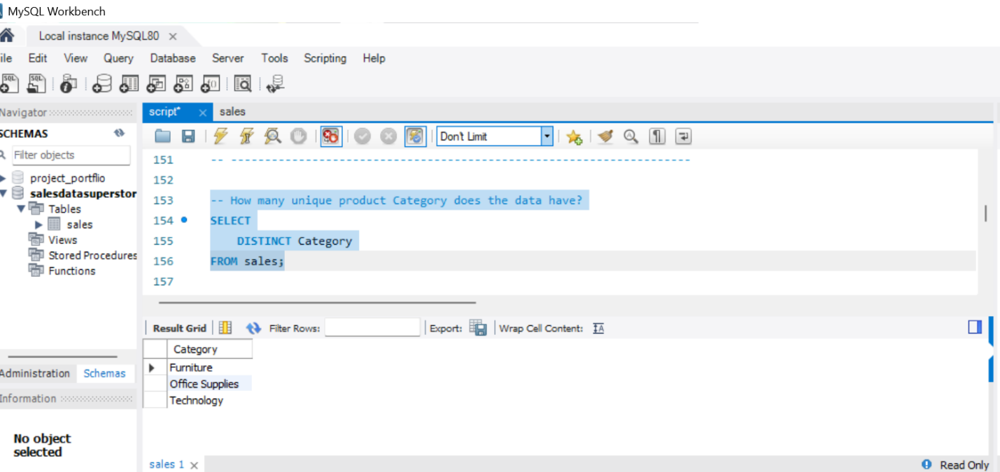 MySQL Workbench
Local instance MySQL80 ×
ile Edit View Query Database Server Tools Scripting Help
Navigator
script* × sales
SCHEMAS
Don't Limit
Filter objects
project_portflio
salesdatasuperstor
Tables
sales
Views
Stored Procedures
Functions
151 -- --------------------------------------------------------------------
152
153 -- How many unique product Category does the data have?
154 SELECT
155 DISTINCT Category
156 FROM sales;
157
Result Grid Filter Rows: Export: Wrap Cell Content:
Category
Furniture
Office Supplies
Technology
Administration Schemas
Information
No object
selected
sales 1 ×
Read Only